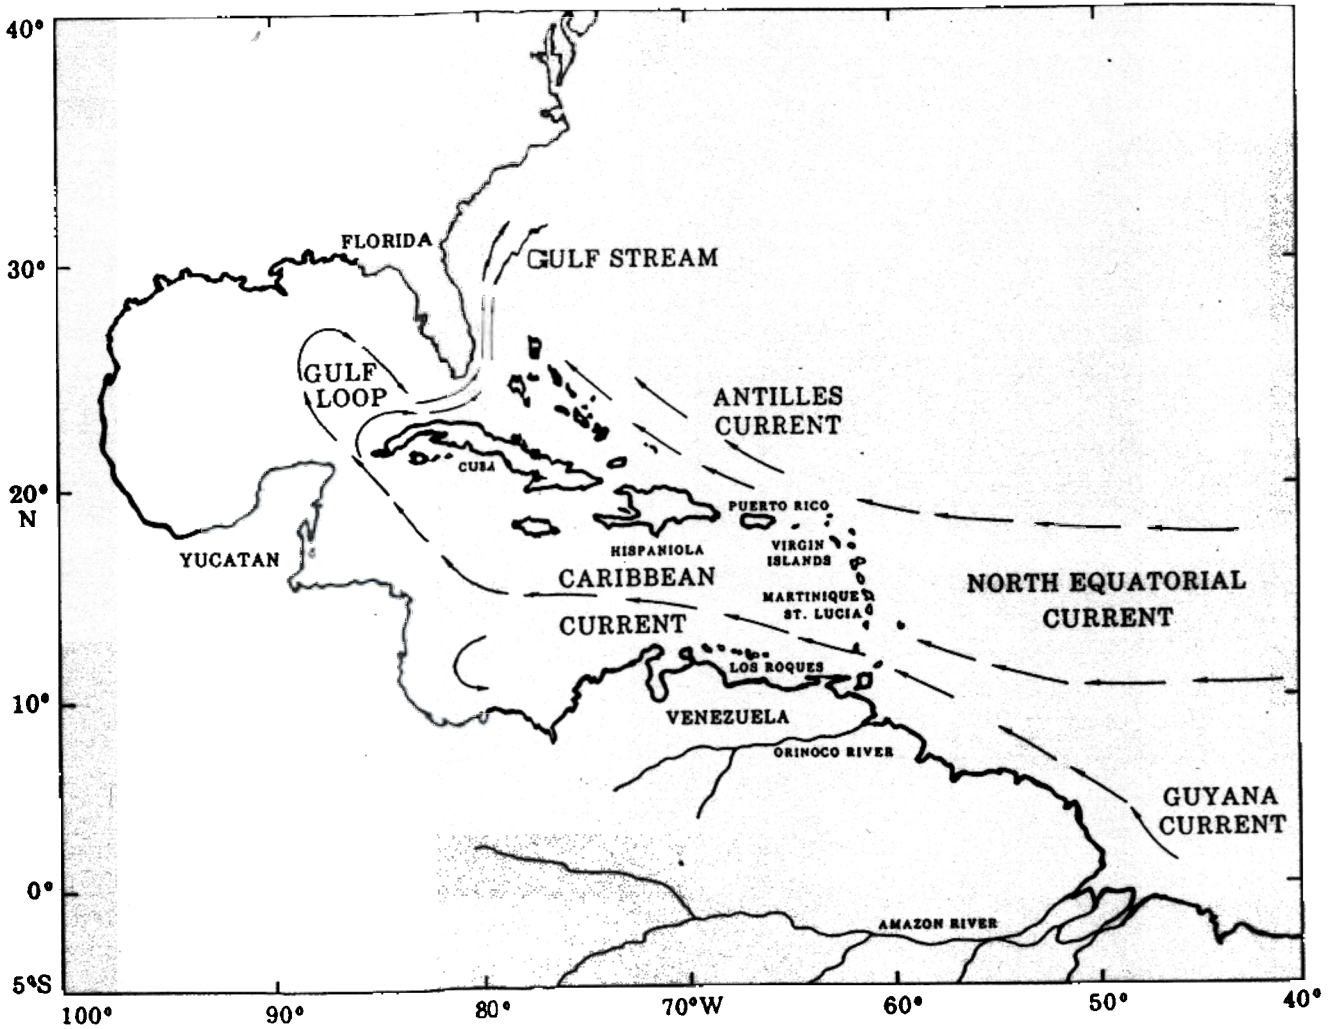 40°
FLORIDA
GULF STREAM
30°
GULF
LOOP
ANTILLES
CURRENT
CUBA
20°
N
PUERTO RICO
YUCATAN
HISPANIOLA
VIRGIN
ISLANDS
CARIBBEAN
CURRENT
MARTINIQUE
ST. LUCIA
NORTH EQUATORIAL
CURRENT
LOS ROQUES
10°
VENEZUELA
ORINOCO RIVER
GUYANA
CURRENT
0°
AMAZON RIVER
5°S
100° 90° 80° 70°W 60° 50° 40°